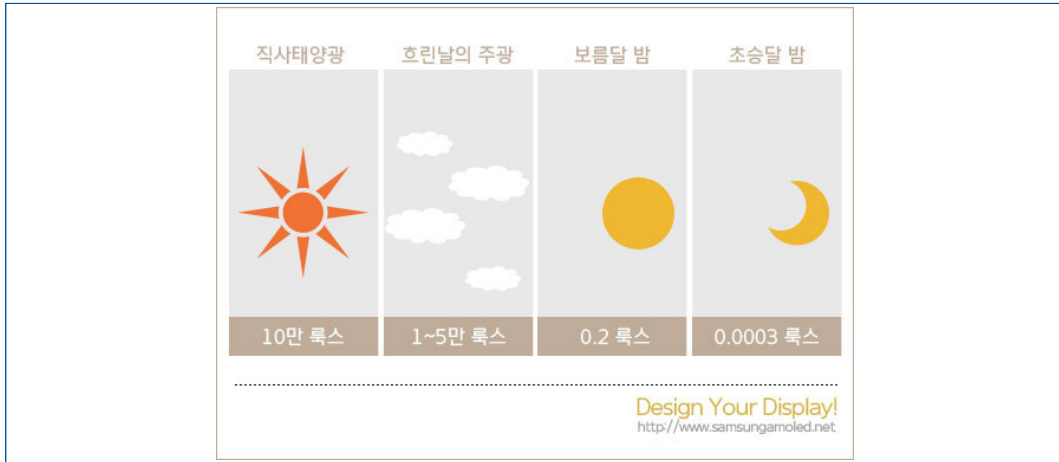 직사태양광 흐린날의 주광 보름달 밤 초승달 밤
10만 룩스 1~5만 룩스 0.2 룩스 0.0003 룩스
Design Your Display!
http://www.samsungamoled.net